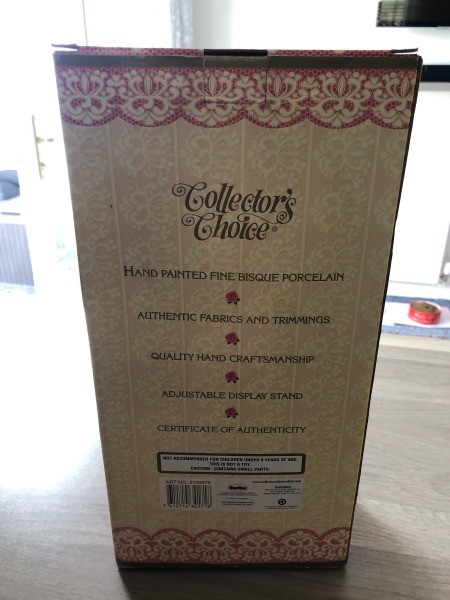 Collector's
Choice®
HAND PAINTED FINE BISQUE PORCELAIN
AUTHENTIC FABRICS AND TRIMMINGS
QUALITY HAND CRAFTSMANSHIP
ADJUSTABLE DISPLAY STAND
CERTIFICATE OF AUTHENTICITY
NOT RECOMMENDED FOR CHILDREN UNDER 8 YEARS OF AGE.
THIS IS NOT A TOY.
CAUTION : CONTAINS SMALL PARTS.
WARNING